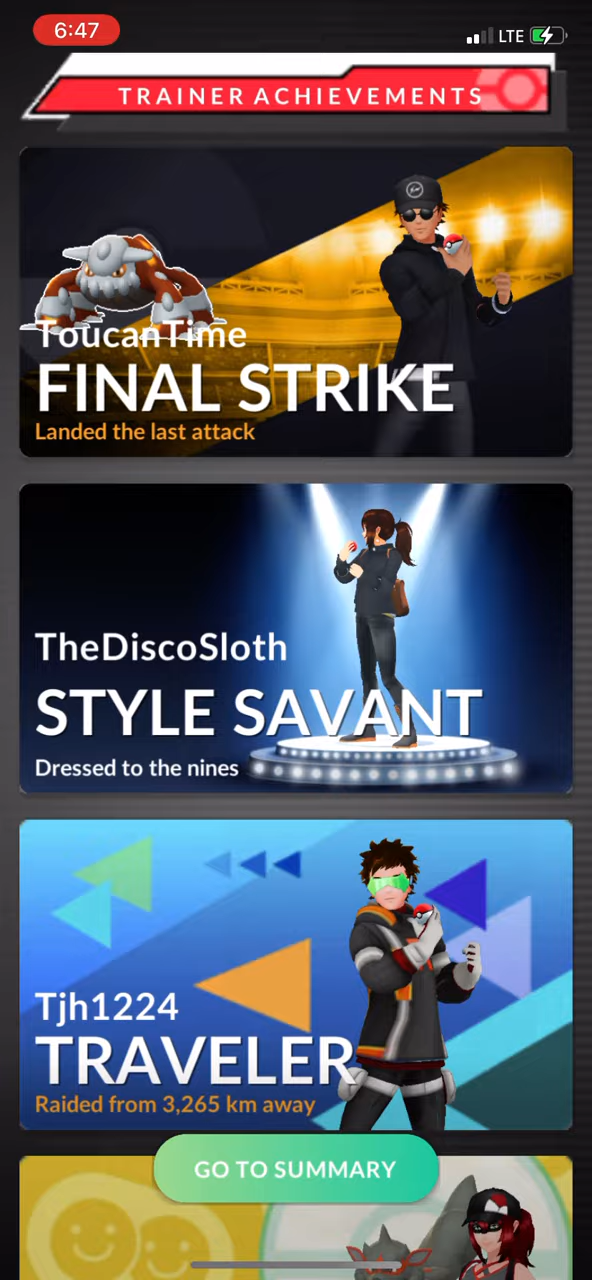 6:47
LTE
TRAINER ACHIEVEMENTS
ToucanTime
FINAL STRIKE
Landed the last attack
TheDiscoSloth
STYLE SAVANT
Dressed to the nines
Tjh1224
TRAVELER
Raided from 3,265 km away
GO TO SUMMARY